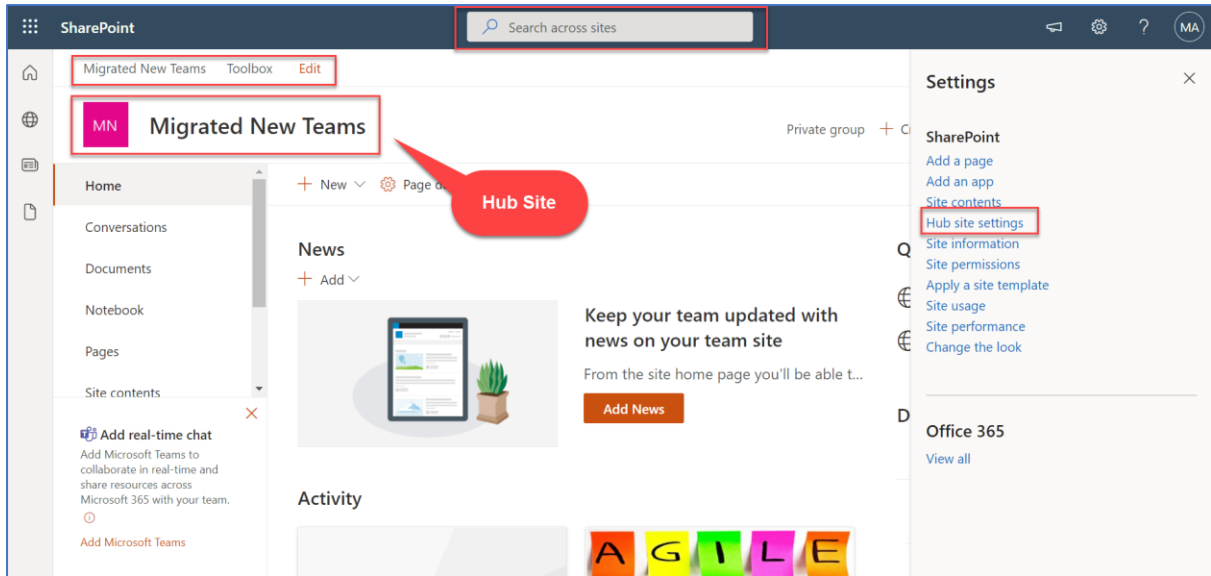 SharePoint
Search across sites
?
MA
Migrated New Teams Toolbox Edit
MN
Migrated New Teams
Private group + C
Home
Conversations
Documents
Notebook
Pages
Site contents
+ New
Page d
Hub Site
News
+ Add
Keep your team updated with
news on your team site
From the site home page you'll be able t...
Add News
Q
D
Add real-time chat
Add Microsoft Teams to
collaborate in real-time and
share resources across
Microsoft 365 with your team.
Add Microsoft Teams
Activity
AGILE
Settings
SharePoint
Add a page
Add an app
Site contents
Hub site settings
Site information
Site permissions
Apply a site template
Site usage
Site performance
Change the look
Office 365
View all